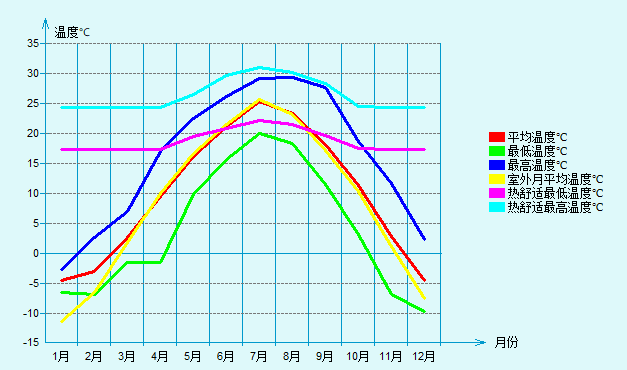 温度℃
35
30
25
20
15
10
5
0
-5
-10
-15
1月 2月 3月 4月 5月 6月 7月 8月 9月 10月 11月 12月
月份
平均温度℃
最低温度℃
最高温度℃
室外月平均温度℃
热舒适最低温度℃
热舒适最高温度℃